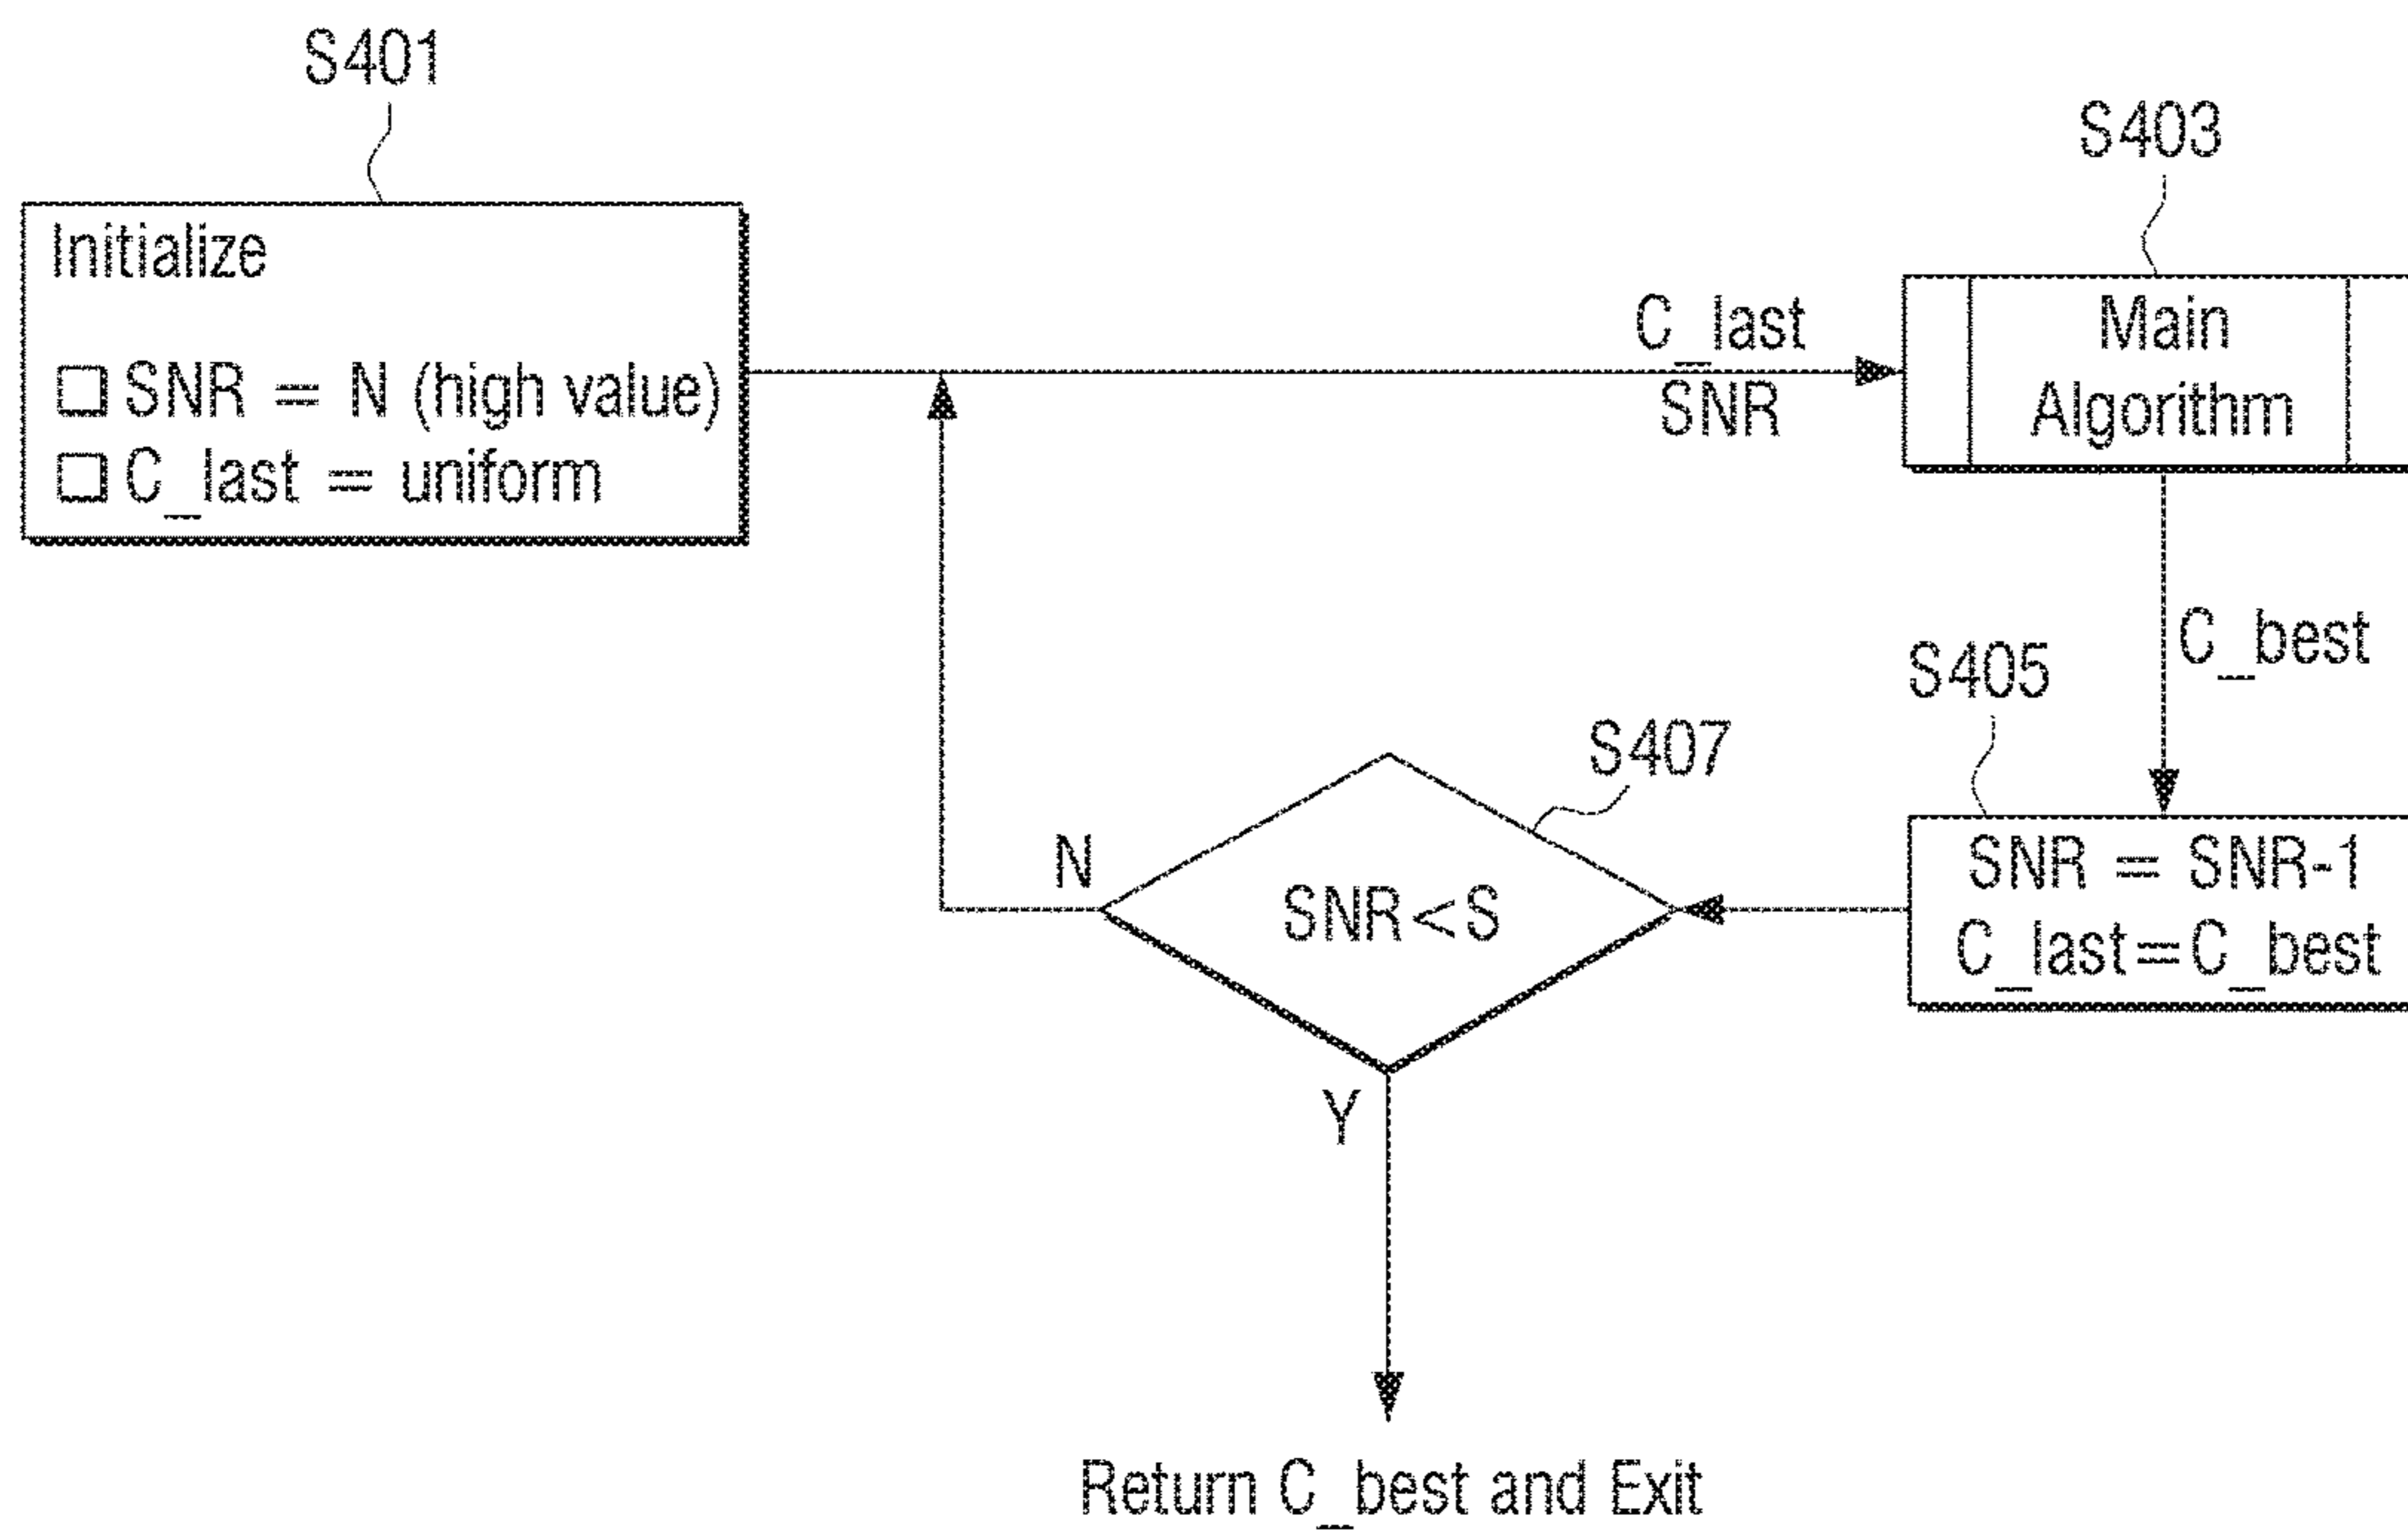 S401
Initialize
□ SNR = N (high value)
□ C_last = uniform
S403
C_last
SNR
Main
Algorithm
C_best
S405
SNR = SNR-1
C_last=C_best
S407
SNR<S
N
Y
Return C_best and Exit